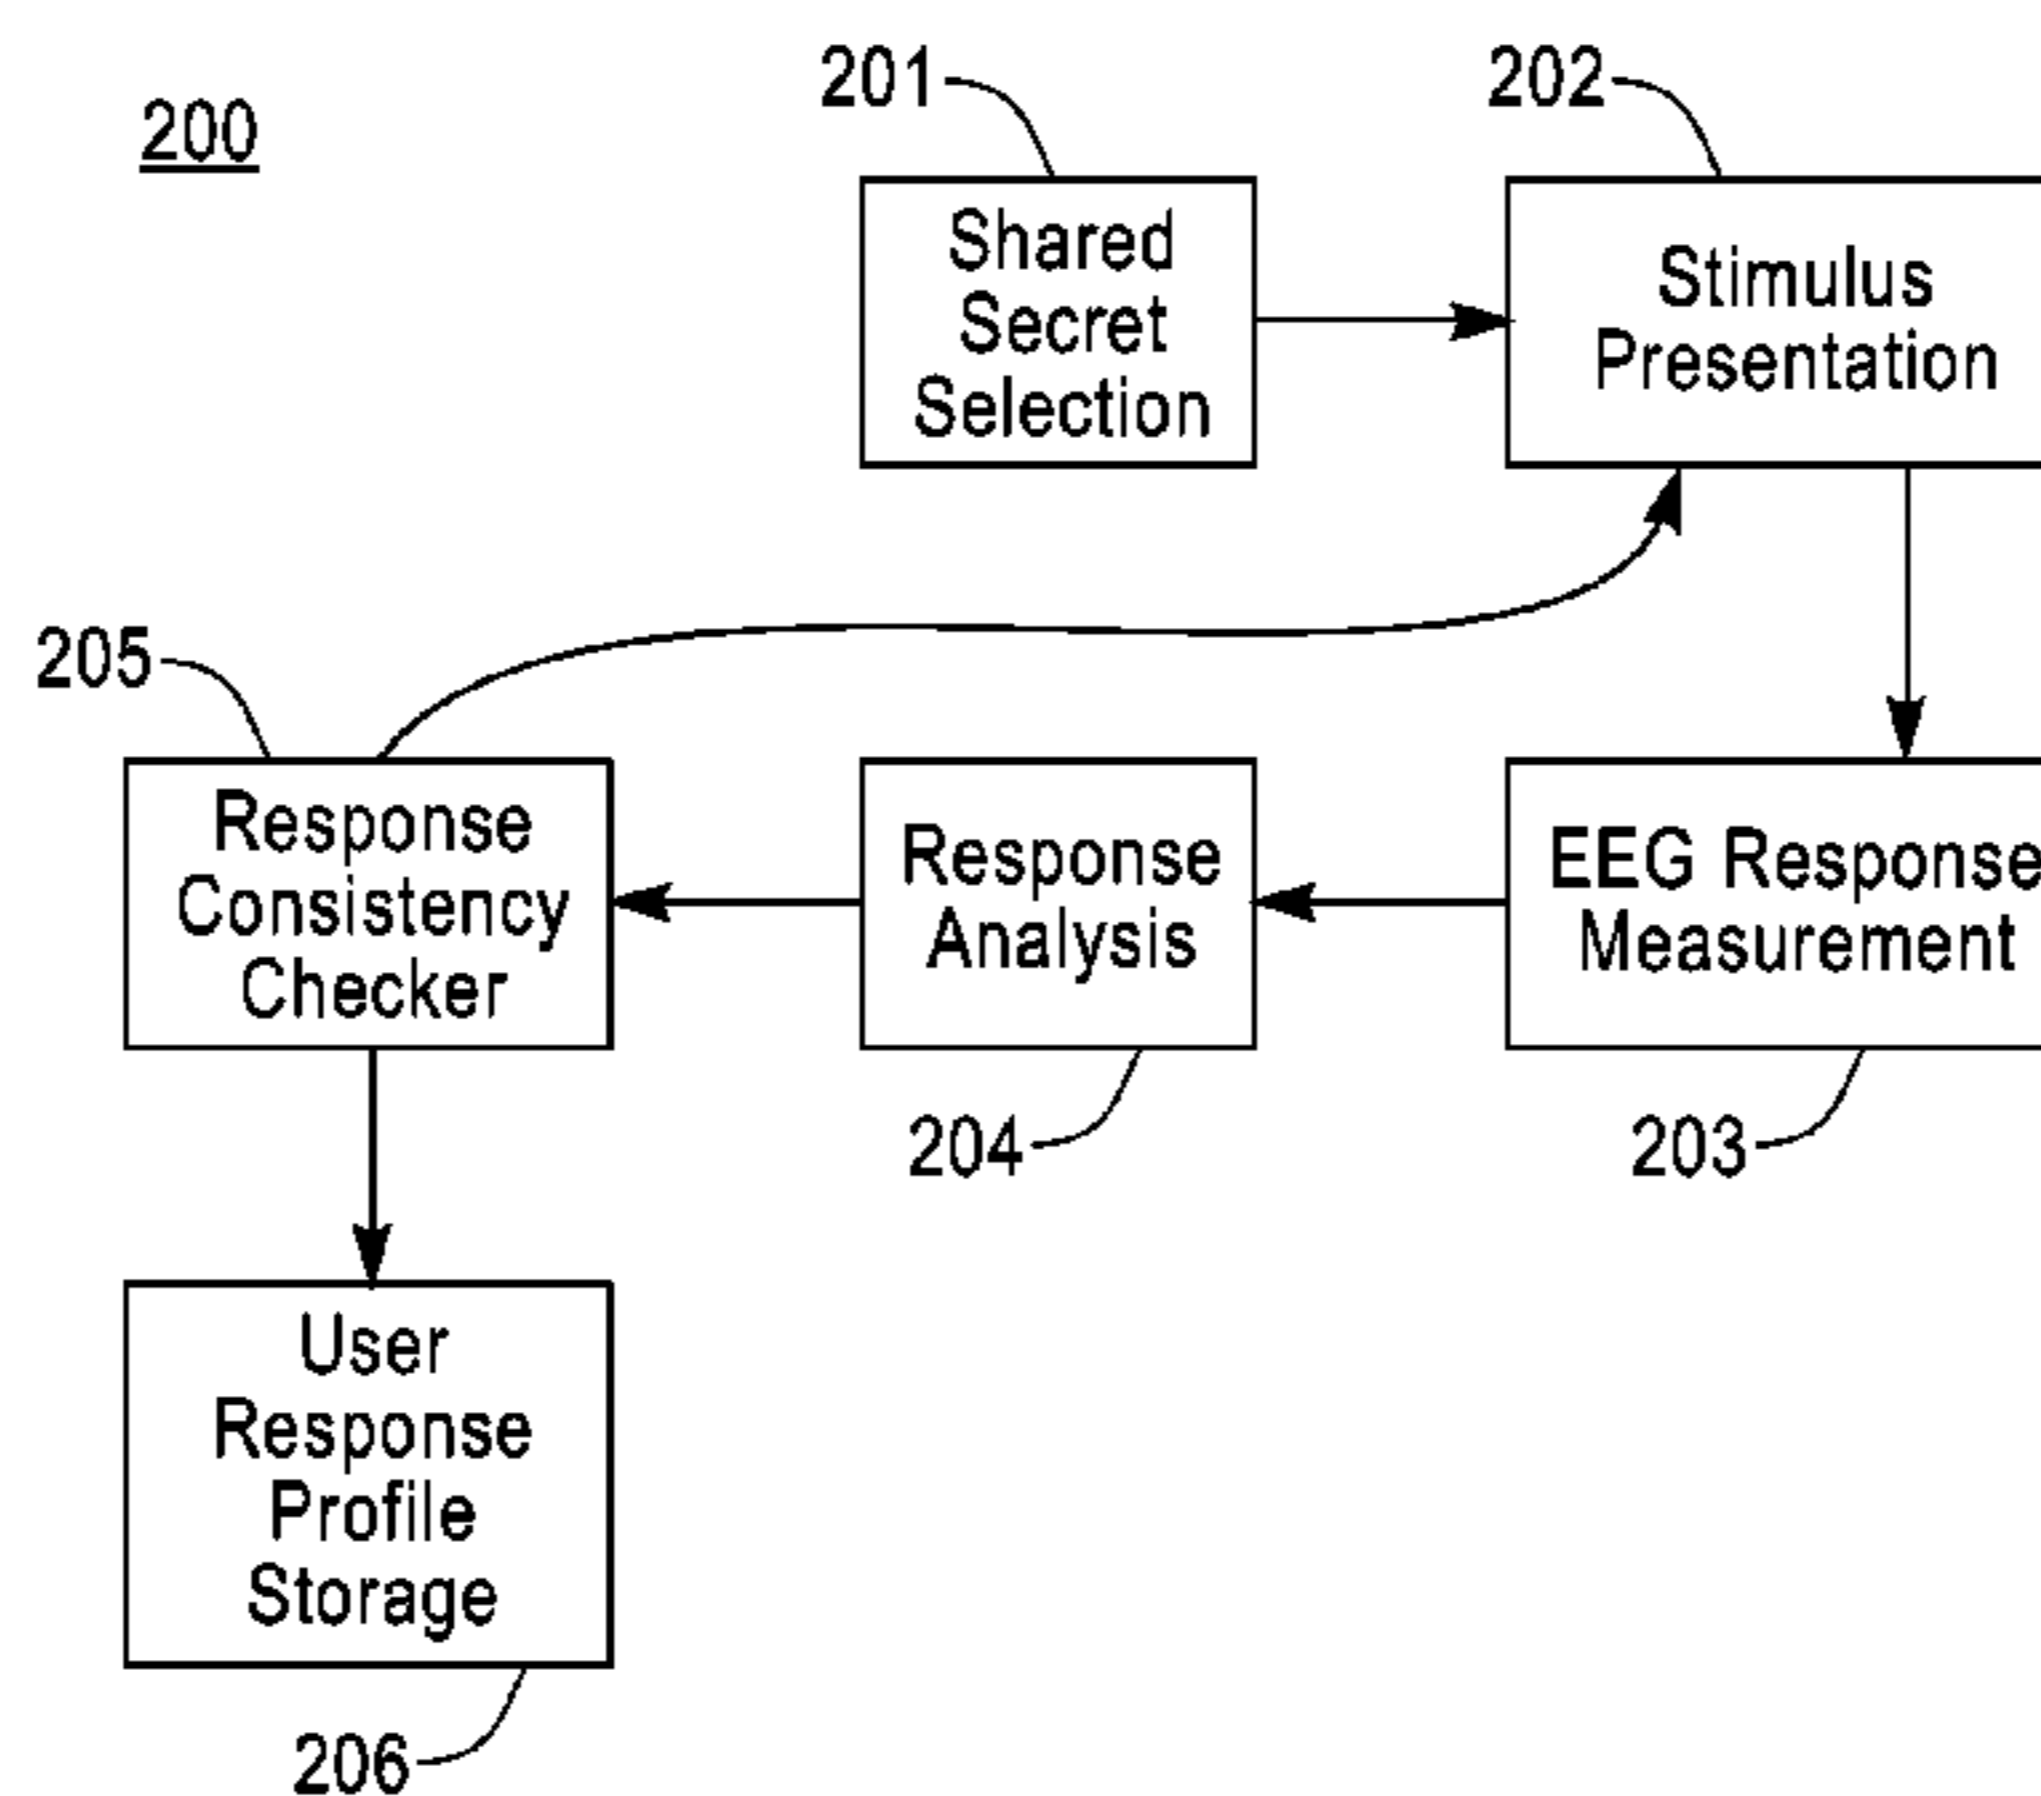 200
201
202
Shared
Secret
Selection
Stimulus
Presentation
205
Response
Consistency
Checker
Response
Analysis
EEG Response
Measurement
204
203
User
Response
Profile
Storage
206